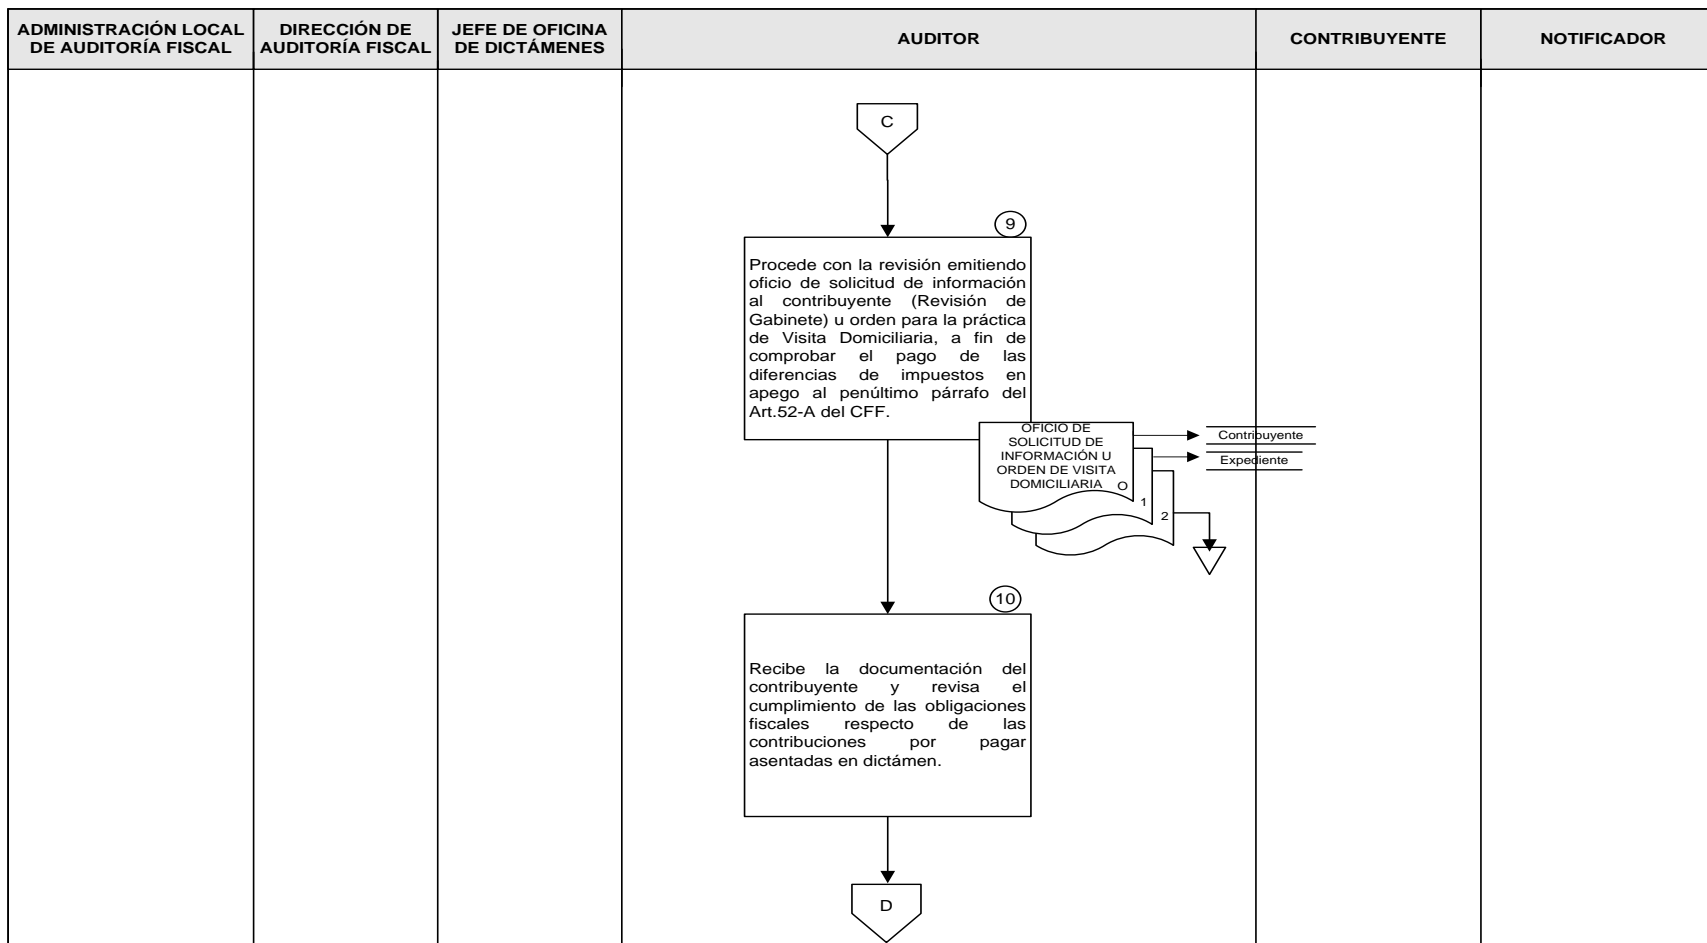 ADMINISTRACIÓN LOCAL
DE AUDITORÍA FISCAL
DIRECCIÓN DE
AUDITORÍA FISCAL
JEFE DE OFICINA
DE DICTÁMENES
AUDITOR
CONTRIBUYENTE
NOTIFICADOR
C
9
Procede con la revisión emitiendo
oficio de solicitud de información
al contribuyente (Revisión de
Gabinete) u orden para la práctica
de Visita Domiciliaria, a fin de
comprobar el pago de las
diferencias de impuestos en
apego al penúltimo párrafo del
Art.52-A del CFF.
OFICIO DE
SOLICITUD DE
INFORMACIÓN U
ORDEN DE VISITA
DOMICILIARIA O
1
2
Contribuyente
Expediente
10
Recibe la documentación del
contribuyente y revisa el
cumplimiento de las obligaciones
fiscales respecto de las
contribuciones por pagar
asentadas en dictámen.
D